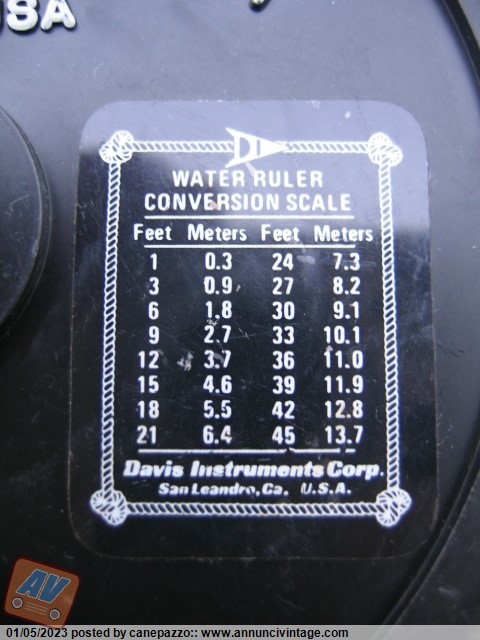 USA
DI
WATER RULER
CONVERSION SCALE
Feet Meters Feet Meters
1 0.3 24 7.3
3 0.9 27 8.2
6 1.8 30 9.1
9 2.7 33 10.1
12 3.7 36 11.0
15 4.6 39 11.9
18 5.5 42 12.8
21 6.4 45 13.7
Davis Instruments Corp.
San Leandro, Ca. U.S.A.
AV
01/05/2023 posted by canepazzo:: www.annuncivintage.com